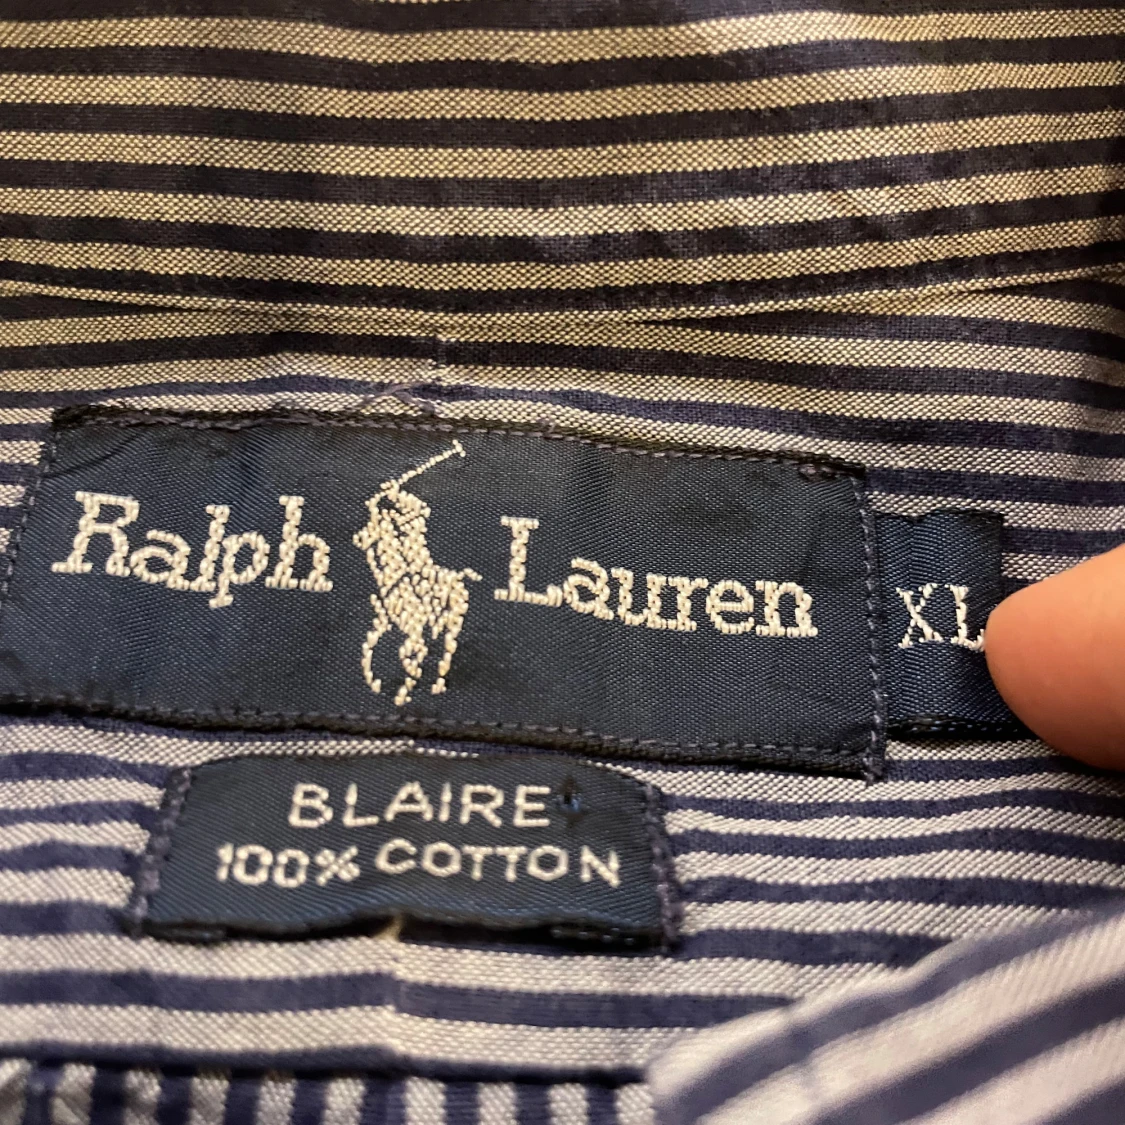 Ralph Lauren
XL
BLAIRE
100% COTTON